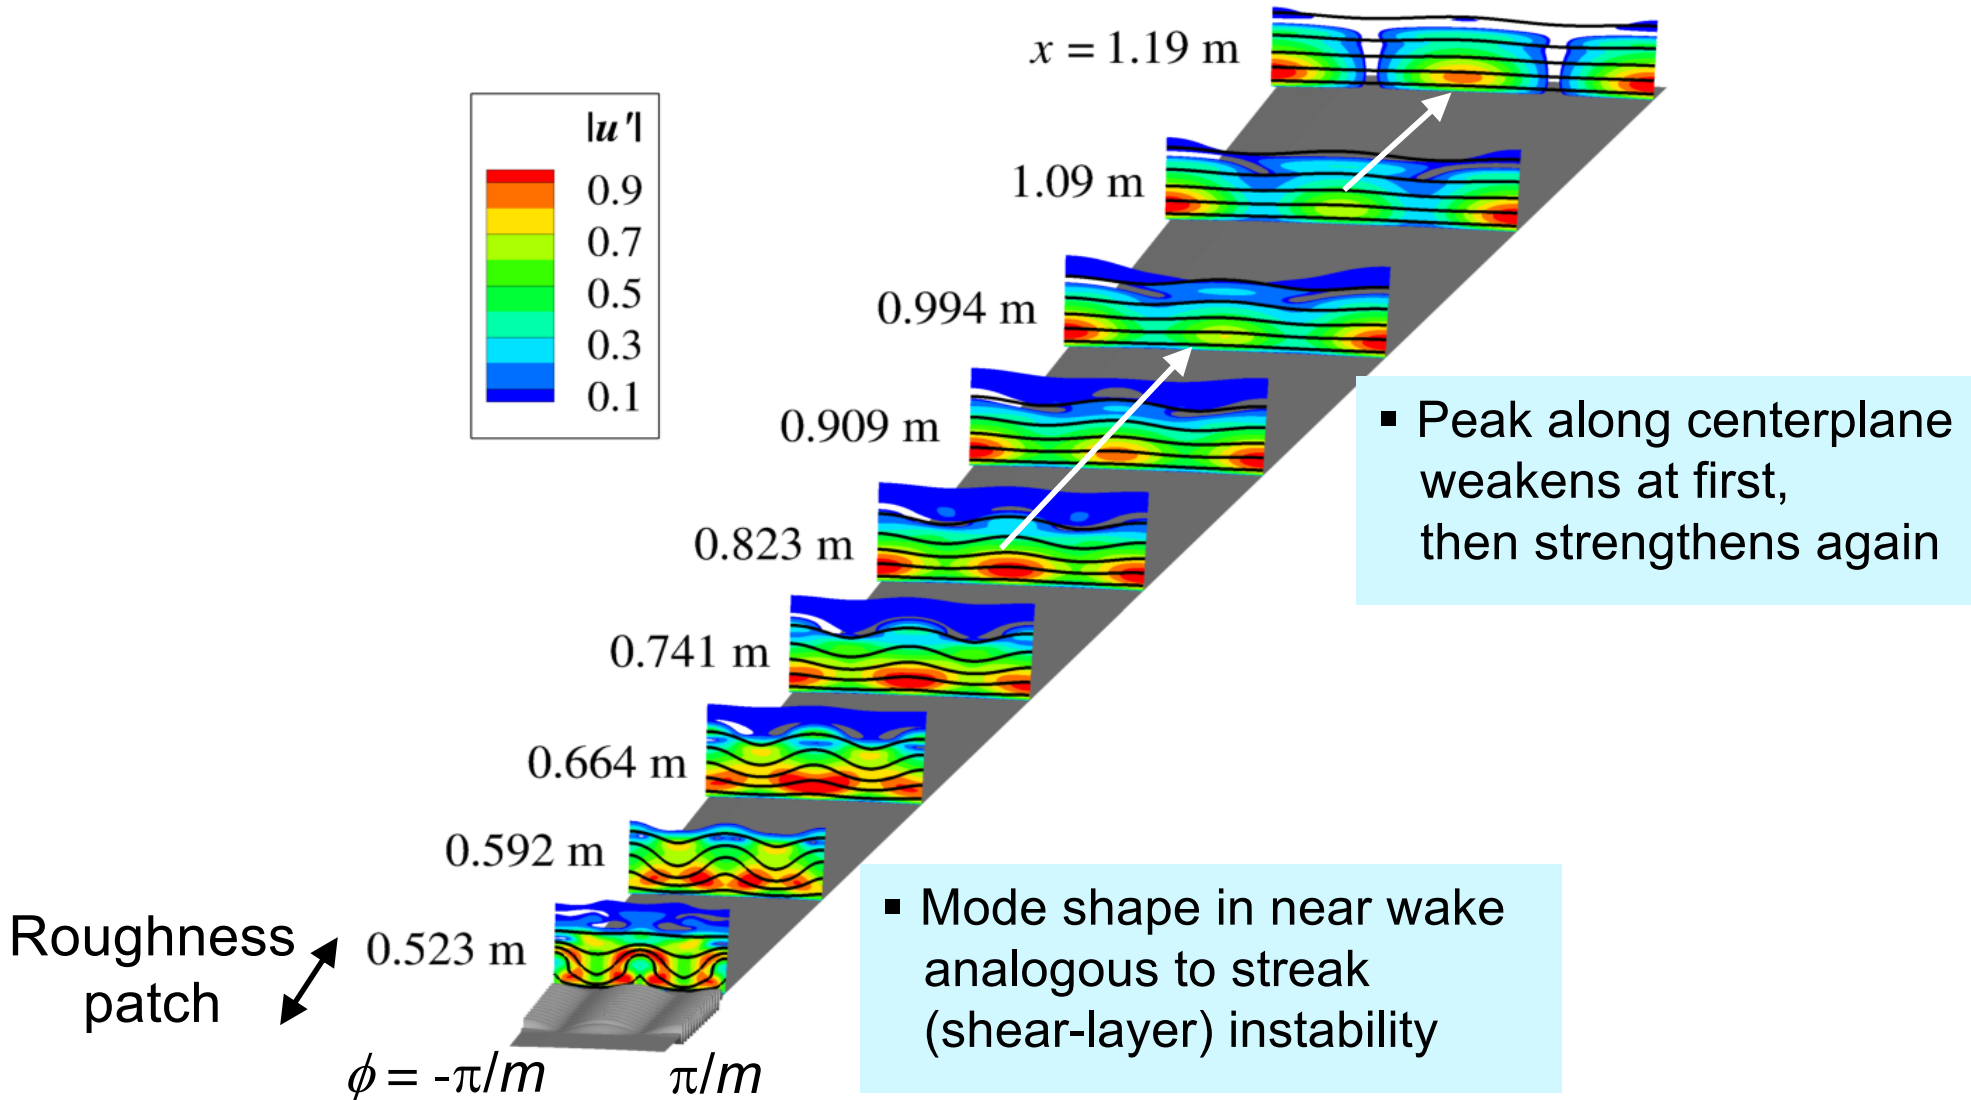 x = 1.19 m
|u'|
0.9
0.7
0.5
0.3
0.1
1.09 m
0.994 m
0.909 m
0.823 m
0.741 m
0.664 m
0.592 m
0.523 m
▪ Peak along centerplane
weakens at first,
then strengthens again
▪ Mode shape in near wake
analogous to streak
(shear-layer) instability
Roughness
patch
ϕ = -π/m
π/m